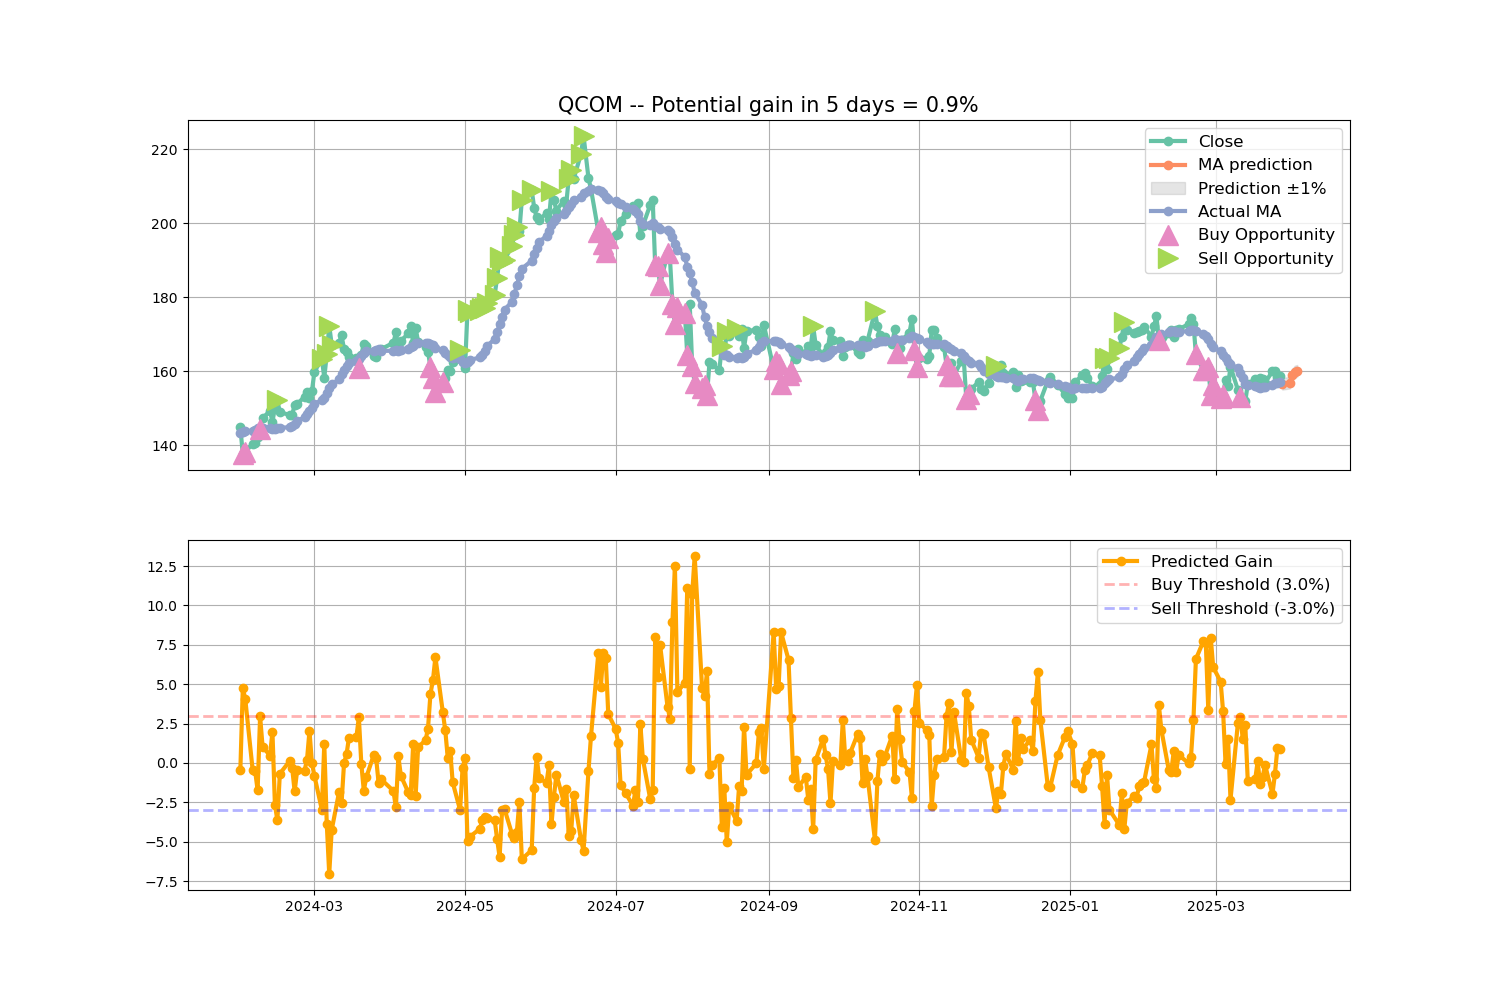 QCOM -- Potential gain in 5 days = 0.9%
220
200
180
160
140
Close
MA prediction
Prediction ±1%
Actual MA
Buy Opportunity
Sell Opportunity
12.5
10.0
7.5
5.0
2.5
0.0
−2.5
−5.0
−7.5
Predicted Gain
Buy Threshold (3.0%)
Sell Threshold (-3.0%)
2024-03
2024-05
2024-07
2024-09
2024-11
2025-01
2025-03